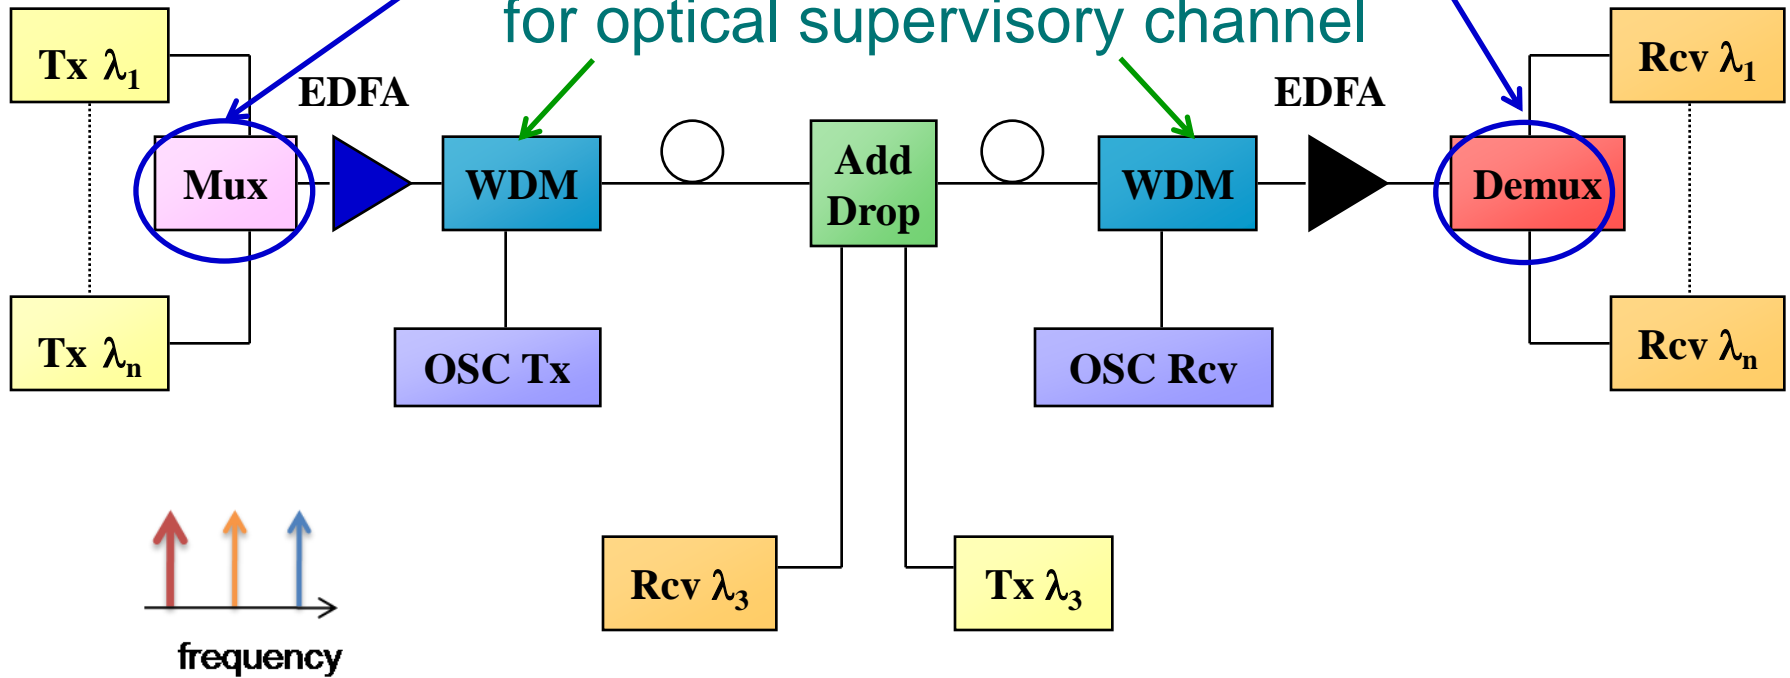 for optical supervisory channel
Tx λ1
EDFA
EDFA
Rcv λ1
Mux
WDM
Add
Drop
WDM
Demux
Tx λn
OSC Tx
OSC Rcv
Rcv λn
Rcv λ3
Tx λ3
frequency